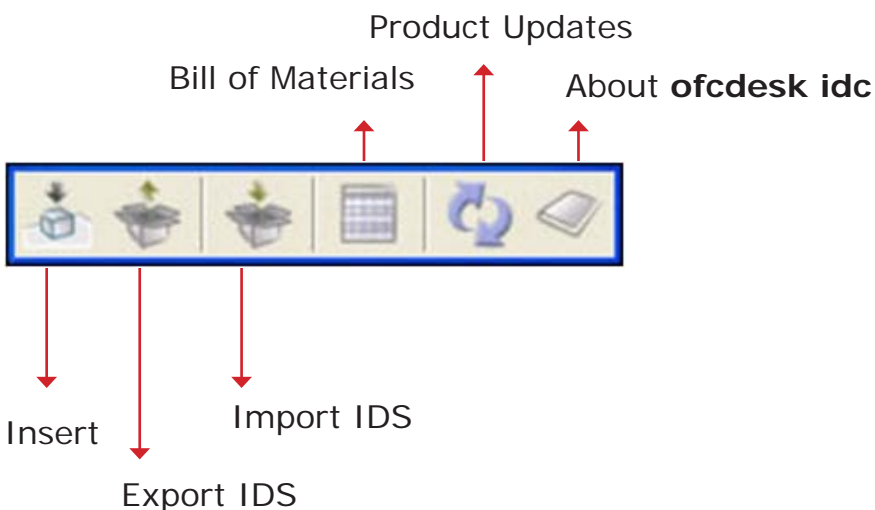 Product Updates
Bill of Materials
About ofcdesk idc
Insert
Import IDS
Export IDS